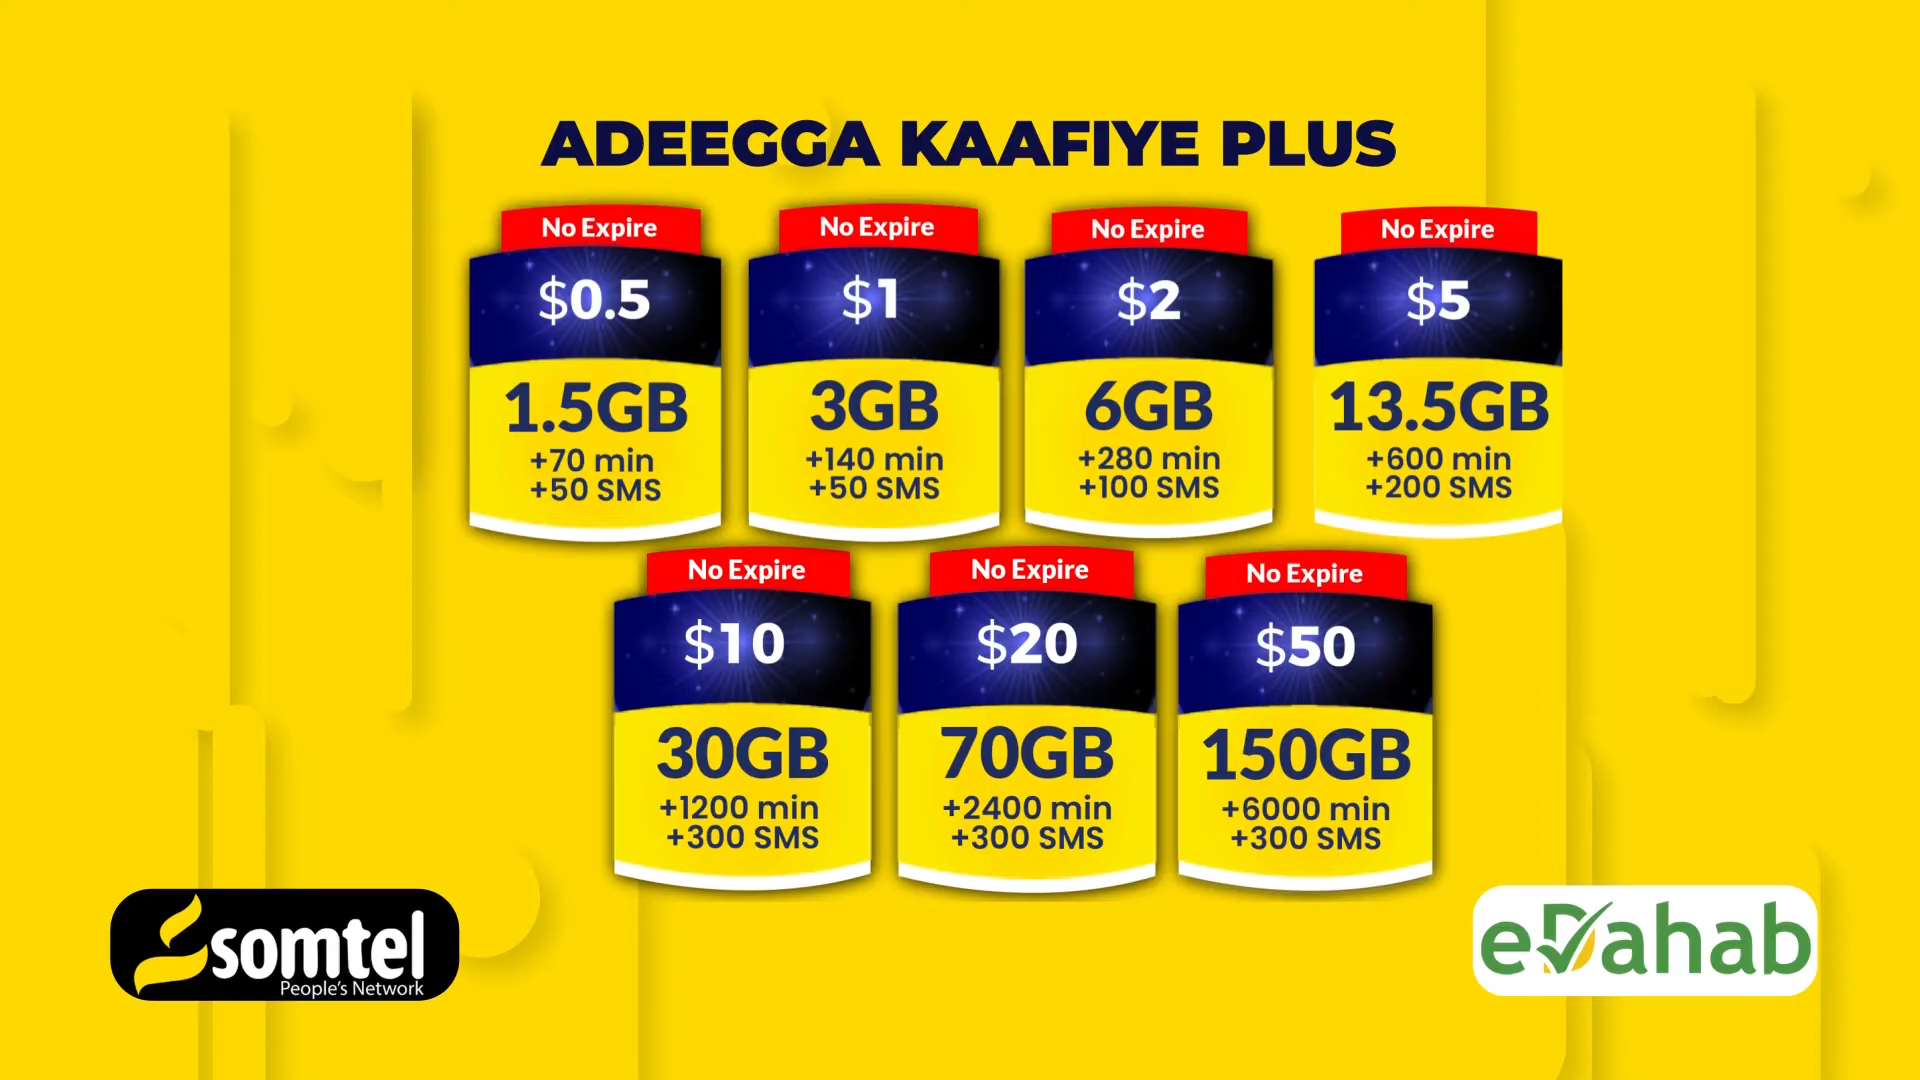 ADEEGGA KAAFIYE PLUS
No Expire
$0.5
1.5GB
+70 min
+50 SMS
No Expire
$1
3GB
+140 min
+50 SMS
No Expire
$2
6GB
+280 min
+100 SMS
No Expire
$5
13.5GB
+600 min
+200 SMS
No Expire
$10
30GB
+1200 min
+300 SMS
No Expire
$20
70GB
+2400 min
+300 SMS
No Expire
$50
150GB
+6000 min
+300 SMS
somtel
People's Network
eDahab